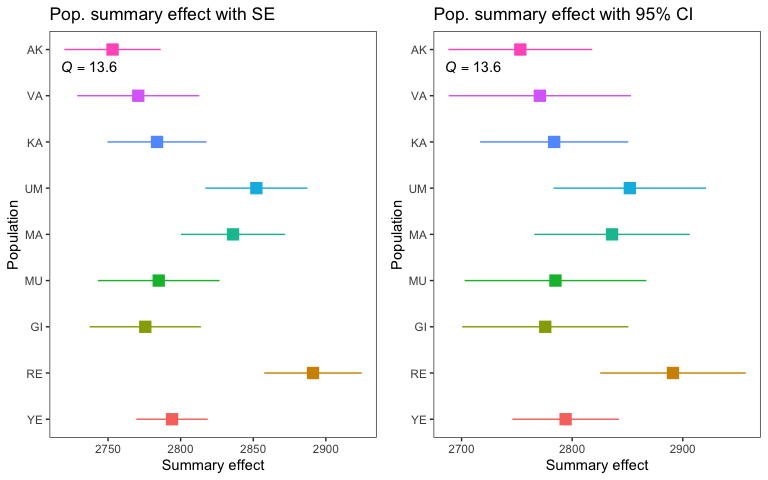 Pop. summary effect with SE
Population
AK
Q = 13.6
VA
KA
UM
MA
MU
GI
RE
YE
2750 2800 2850 2900
Summary effect
Pop. summary effect with 95% CI
Population
AK
Q = 13.6
VA
KA
UM
MA
MU
GI
RE
YE
2700 2800 2900
Summary effect